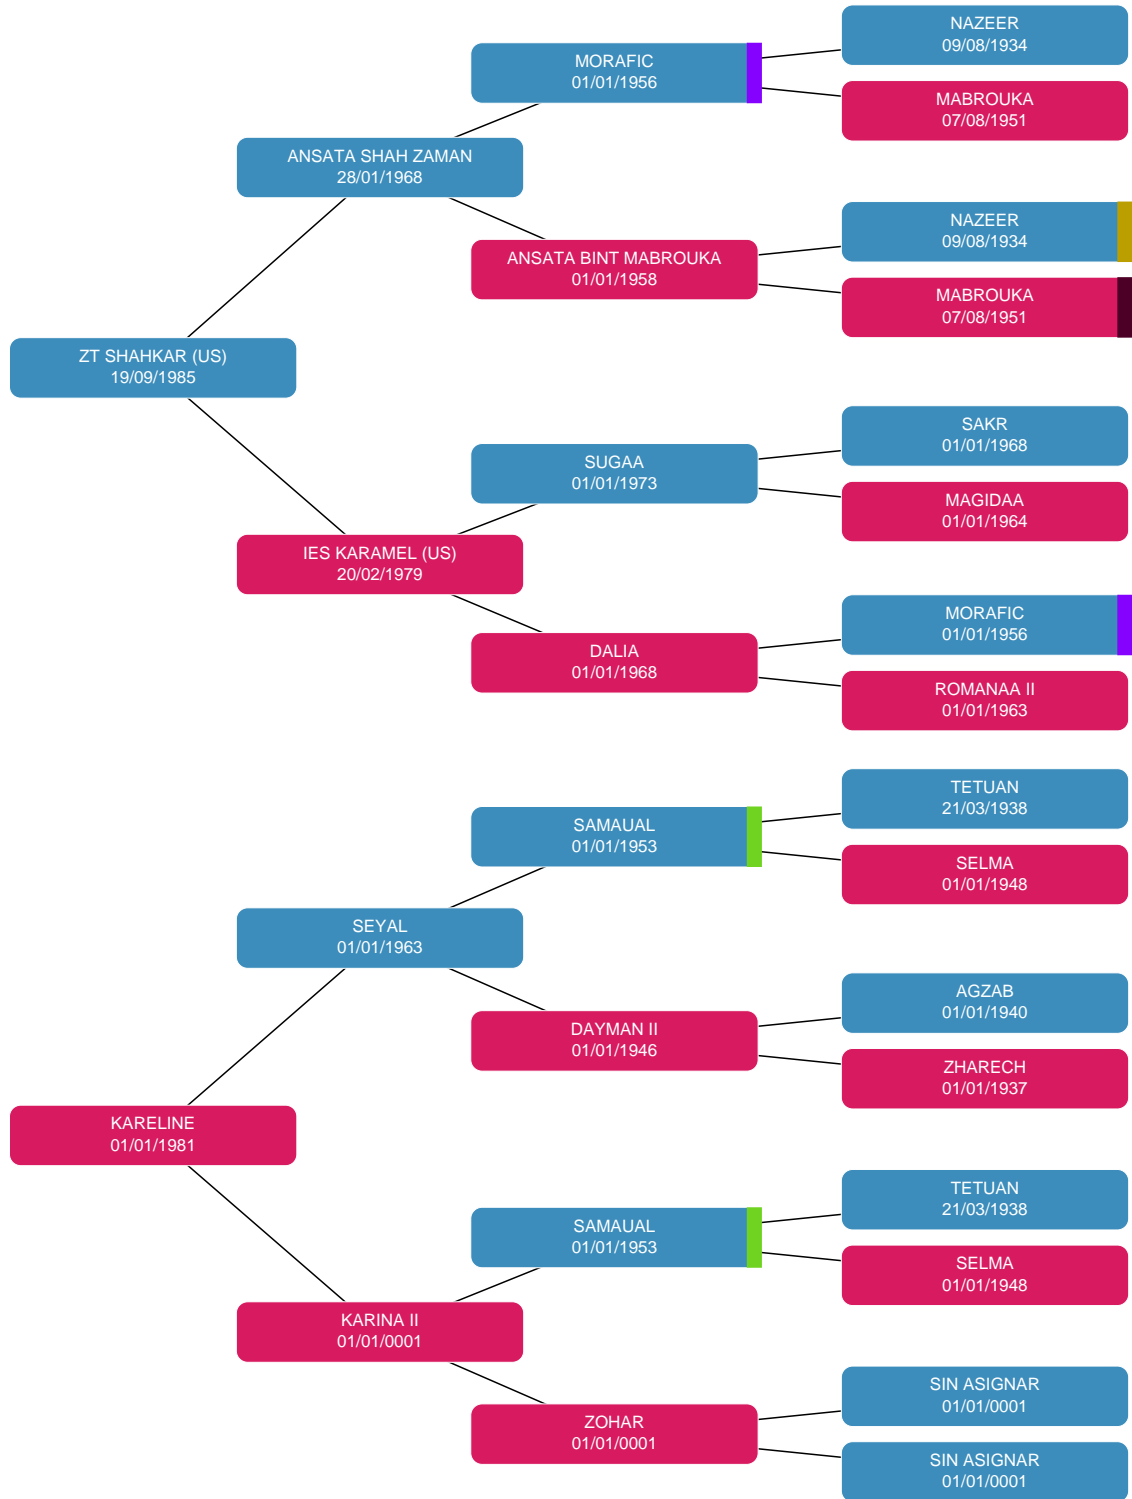 NAZEER
09/08/1934
MORAFIC
01/01/1956
MABROUKA
07/08/1951
ANSATA SHAH ZAMAN
28/01/1968
NAZEER
09/08/1934
ANSATA BINT MABROUKA
01/01/1958
MABROUKA
07/08/1951
ZT SHAHKAR (US)
19/09/1985
SAKR
01/01/1968
SUGAA
01/01/1973
MAGIDAA
01/01/1964
IES KARAMEL (US)
20/02/1979
MORAFIC
01/01/1956
DALIA
01/01/1968
ROMANAA II
01/01/1963
TETUAN
21/03/1938
SAMAUAL
01/01/1953
SELMA
01/01/1948
SEYAL
01/01/1963
AGZAB
01/01/1940
DAYMAN II
01/01/1946
ZHARECH
01/01/1937
KARELINE
01/01/1981
TETUAN
21/03/1938
SAMAUAL
01/01/1953
SELMA
01/01/1948
KARINA II
01/01/0001
SIN ASIGNAR
01/01/0001
ZOHAR
01/01/0001
SIN ASIGNAR
01/01/0001